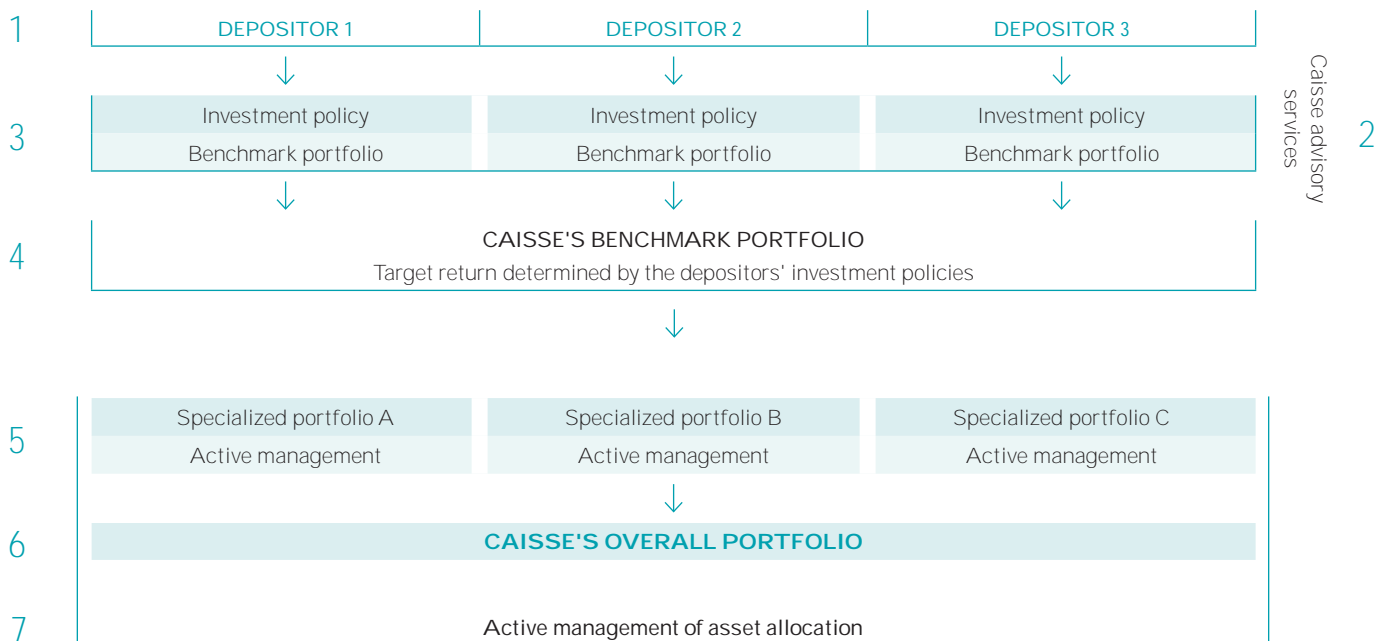 1
DEPOSITOR 1
DEPOSITOR 2
DEPOSITOR 3
Caisse advisory
services
2
3
Investment policy
Investment policy
Investment policy
Benchmark portfolio
Benchmark portfolio
Benchmark portfolio
4
CAISSE'S BENCHMARK PORTFOLIO
Target return determined by the depositors' investment policies
5
Specialized portfolio A
Specialized portfolio B
Specialized portfolio C
Active management
Active management
Active management
6
CAISSE'S OVERALL PORTFOLIO
7
Active management of asset allocation